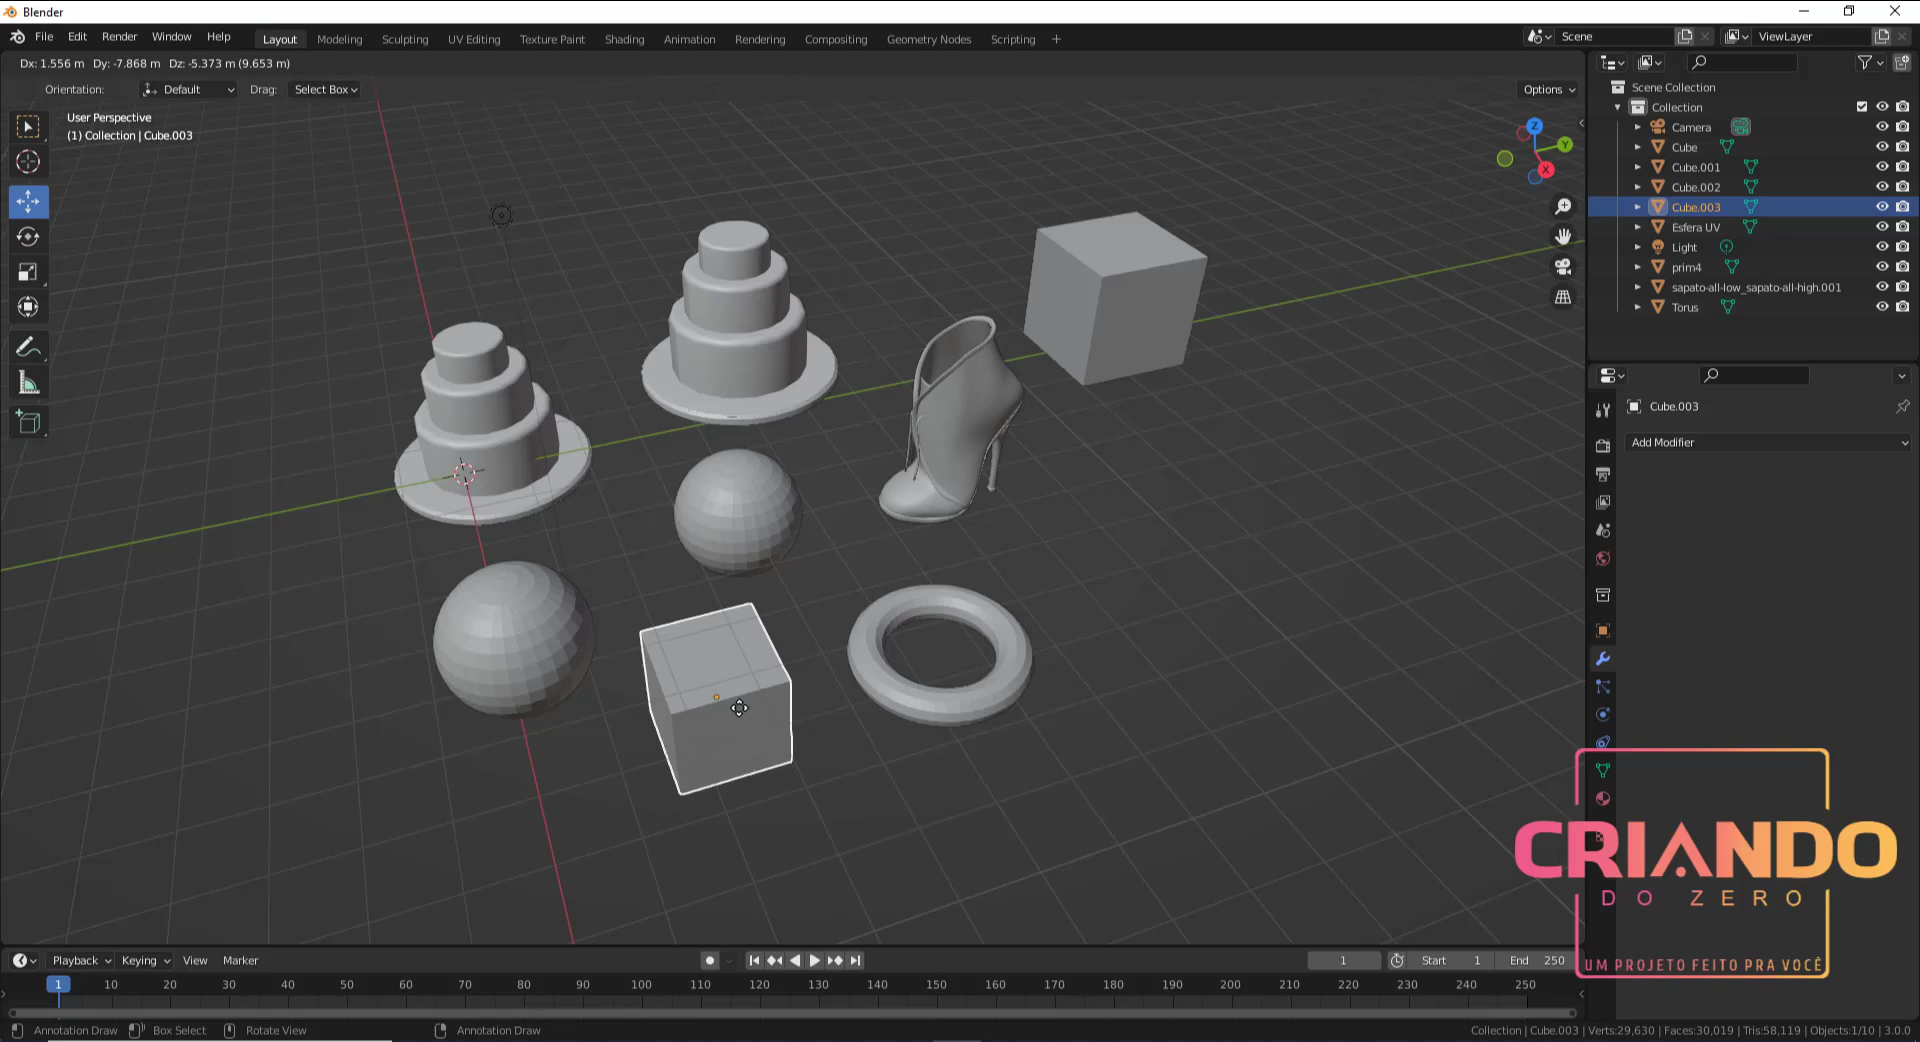 Blender
File Edit Render Window Help Layout Modeling Sculpting UV Editing Texture Paint Shading Animation Rendering Compositing Geometry Nodes Scripting + Scene ViewLayer
Dx: 1.556 m Dy: -7.868 m Dz: -5.373 m (9.653 m)
Orientation: Default Drag: Select Box Options
User Perspective
(1) Collection | Cube.003
Z
Y
X
Scene Collection
Collection
Camera
Cube
Cube.001
Cube.002
Cube.003
Esfera UV
Light
prim4
sapato-all-low_sapato-all-high.001
Torus
Cube.003
Add Modifier
CRIANDO
DO ZERO
UM PROJETO FEITO PRA VOCÊ
Playback Keying View Marker 1 Start 1 End 250
1 10 20 30 40 50 60 70 80 90 100 110 120 130 140 150 160 170 180 190 200 210 220 230 240 250
Annotation Draw Box Select Rotate View Annotation Draw Collection | Cube.003 | Verts:29,630 | Faces:30,019 | Tris:58,119 | Objects:1/10 | 3.0.0